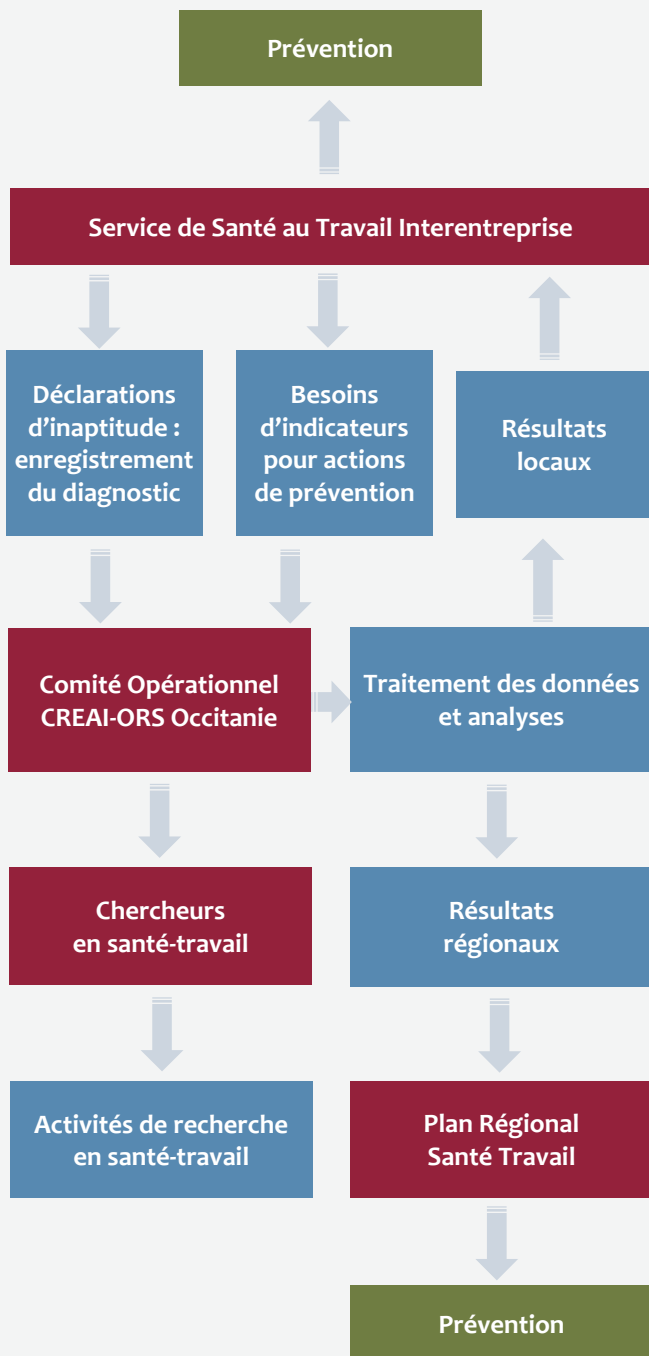 Prévention
Service de Santé au Travail Interentreprise
Déclarations
d’inaptitude :
enregistrement
du diagnostic
Besoins
d’indicateurs
pour actions
de prévention
Résultats
locaux
Comité Opérationnel
CREAI-ORS Occitanie
Traitement des données
et analyses
Chercheurs
en santé-travail
Résultats
régionaux
Activités de recherche
en santé-travail
Plan Régional
Santé Travail
Prévention